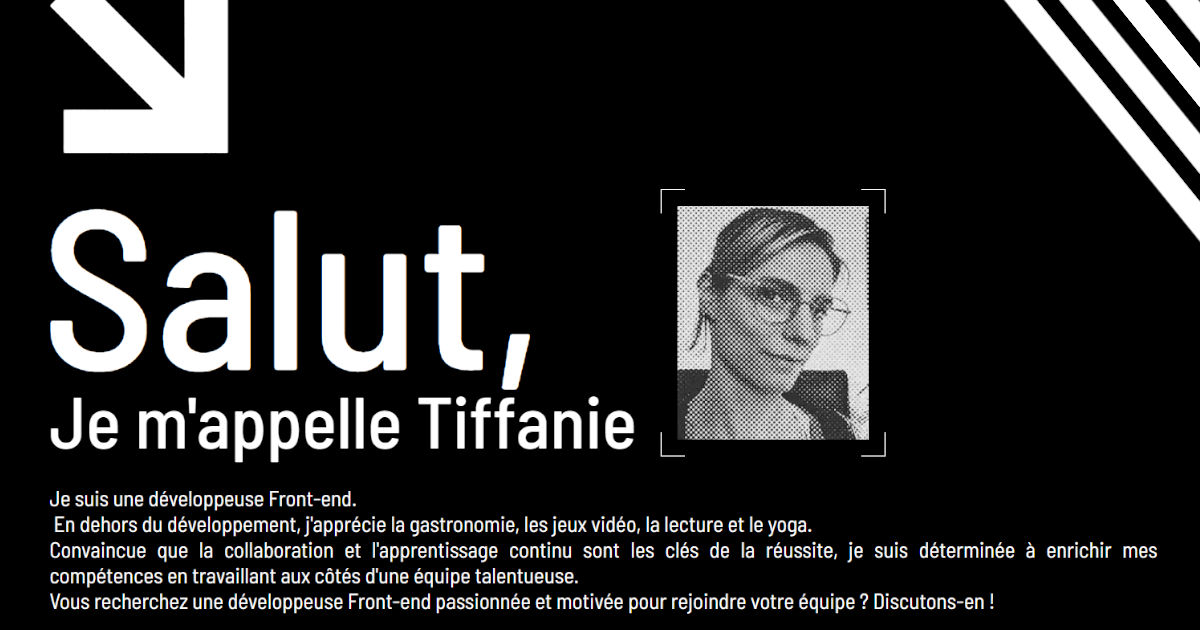 Salut,
Je m'appelle Tiffanie
Je suis une développeuse Front-end.
En dehors du développement, j'apprécie la gastronomie, les jeux vidéo, la lecture et le yoga.
Convaincue que la collaboration et l'apprentissage continu sont les clés de la réussite, je suis déterminée à enrichir mes
compétences en travaillant aux côtés d'une équipe talentueuse.
Vous recherchez une développeuse Front-end passionnée et motivée pour rejoindre votre équipe ? Discutons-en !